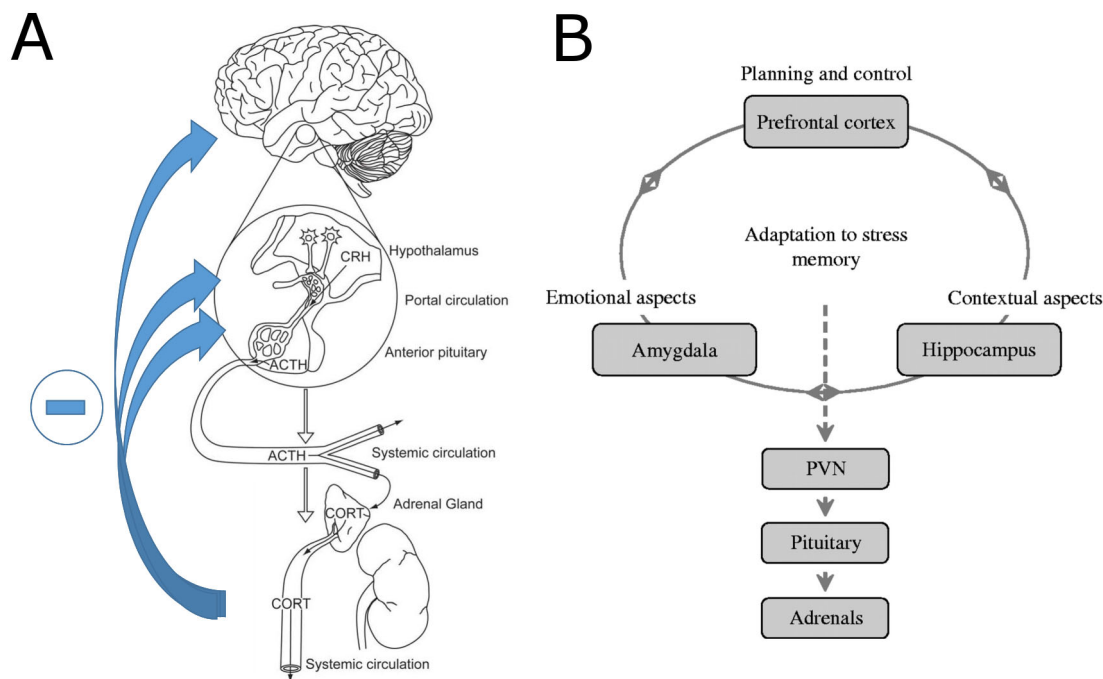 A
Hypothalamus
CRH
Portal circulation
Anterior pituitary
ACTH
ACTH
Systemic circulation
Adrenal Gland
CORT
CORT
Systemic circulation
B
Planning and control
Prefrontal cortex
Adaptation to stress
memory
Emotional aspects
Contextual aspects
Amygdala
Hippocampus
PVN
Pituitary
Adrenals